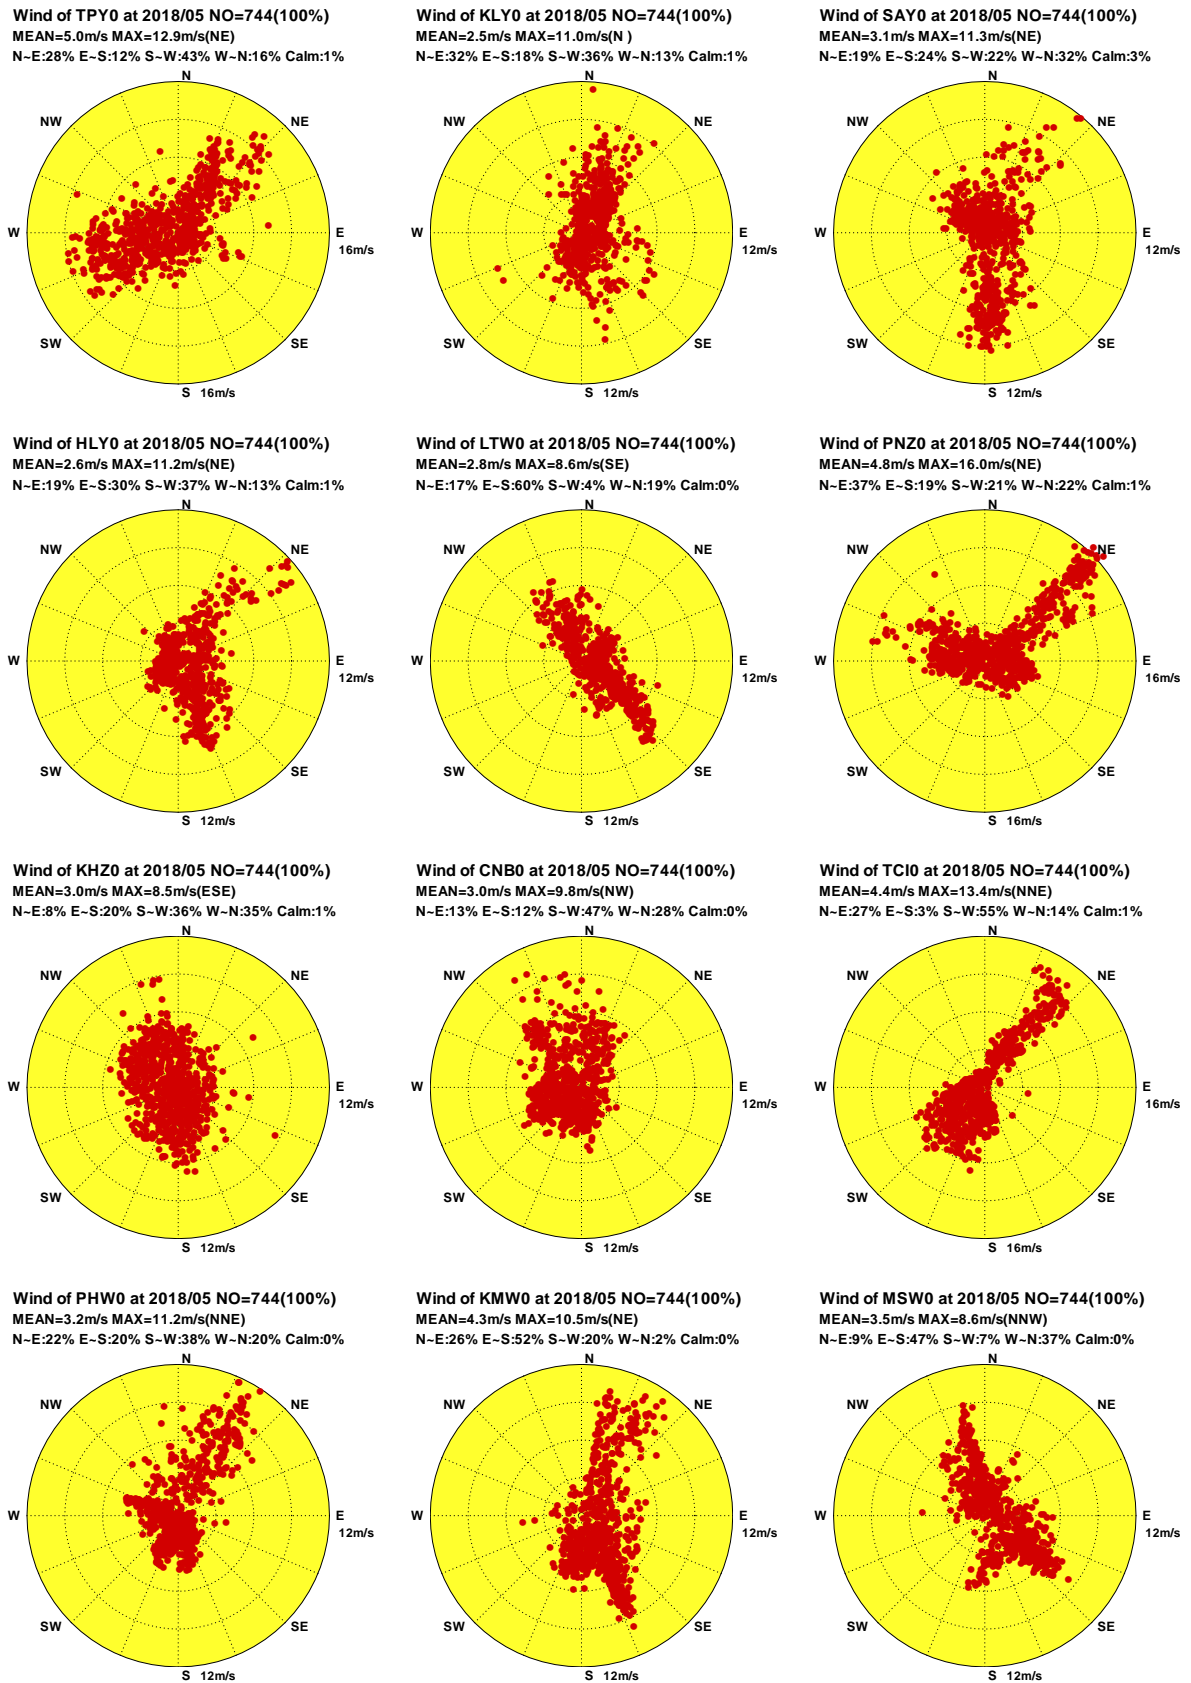 Wind of TPY0 at 2018/05 NO=744(100%)
MEAN=5.0m/s MAX=12.9m/s(NE)
N~E:28% E~S:12% S~W:43% W~N:16% Calm:1%
N
NW
NE
W
E
16m/s
SW
SE
S 16m/s
Wind of KLY0 at 2018/05 NO=744(100%)
MEAN=2.5m/s MAX=11.0m/s(N )
N~E:32% E~S:18% S~W:36% W~N:13% Calm:1%
N
NW
NE
W
E
12m/s
SW
SE
S 12m/s
Wind of SAY0 at 2018/05 NO=744(100%)
MEAN=3.1m/s MAX=11.3m/s(NE)
N~E:19% E~S:24% S~W:22% W~N:32% Calm:3%
N
NW
NE
W
E
12m/s
SW
SE
S 12m/s
Wind of HLY0 at 2018/05 NO=744(100%)
MEAN=2.6m/s MAX=11.2m/s(NE)
N~E:19% E~S:30% S~W:37% W~N:13% Calm:1%
N
NW
NE
W
E
12m/s
SW
SE
S 12m/s
Wind of LTW0 at 2018/05 NO=744(100%)
MEAN=2.8m/s MAX=8.6m/s(SE)
N~E:17% E~S:60% S~W:4% W~N:19% Calm:0%
N
NW
NE
W
E
12m/s
SW
SE
S 12m/s
Wind of PNZ0 at 2018/05 NO=744(100%)
MEAN=4.8m/s MAX=16.0m/s(NE)
N~E:37% E~S:19% S~W:21% W~N:22% Calm:1%
N
NW
NE
W
E
16m/s
SW
SE
S 16m/s
Wind of KHZ0 at 2018/05 NO=744(100%)
MEAN=3.0m/s MAX=8.5m/s(ESE)
N~E:8% E~S:20% S~W:36% W~N:35% Calm:1%
N
NW
NE
W
E
12m/s
SW
SE
S 12m/s
Wind of CNB0 at 2018/05 NO=744(100%)
MEAN=3.0m/s MAX=9.8m/s(NW)
N~E:13% E~S:12% S~W:47% W~N:28% Calm:0%
N
NW
NE
W
E
12m/s
SW
SE
S 12m/s
Wind of TCI0 at 2018/05 NO=744(100%)
MEAN=4.4m/s MAX=13.4m/s(NNE)
N~E:27% E~S:3% S~W:55% W~N:14% Calm:1%
N
NW
NE
W
E
16m/s
SW
SE
S 16m/s
Wind of PHW0 at 2018/05 NO=744(100%)
MEAN=3.2m/s MAX=11.2m/s(NNE)
N~E:22% E~S:20% S~W:38% W~N:20% Calm:0%
N
NW
NE
W
E
12m/s
SW
SE
S 12m/s
Wind of KMW0 at 2018/05 NO=744(100%)
MEAN=4.3m/s MAX=10.5m/s(NE)
N~E:26% E~S:52% S~W:20% W~N:2% Calm:0%
N
NW
NE
W
E
12m/s
SW
SE
S 12m/s
Wind of MSW0 at 2018/05 NO=744(100%)
MEAN=3.5m/s MAX=8.6m/s(NNW)
N~E:9% E~S:47% S~W:7% W~N:37% Calm:0%
N
NW
NE
W
E
12m/s
SW
SE
S 12m/s